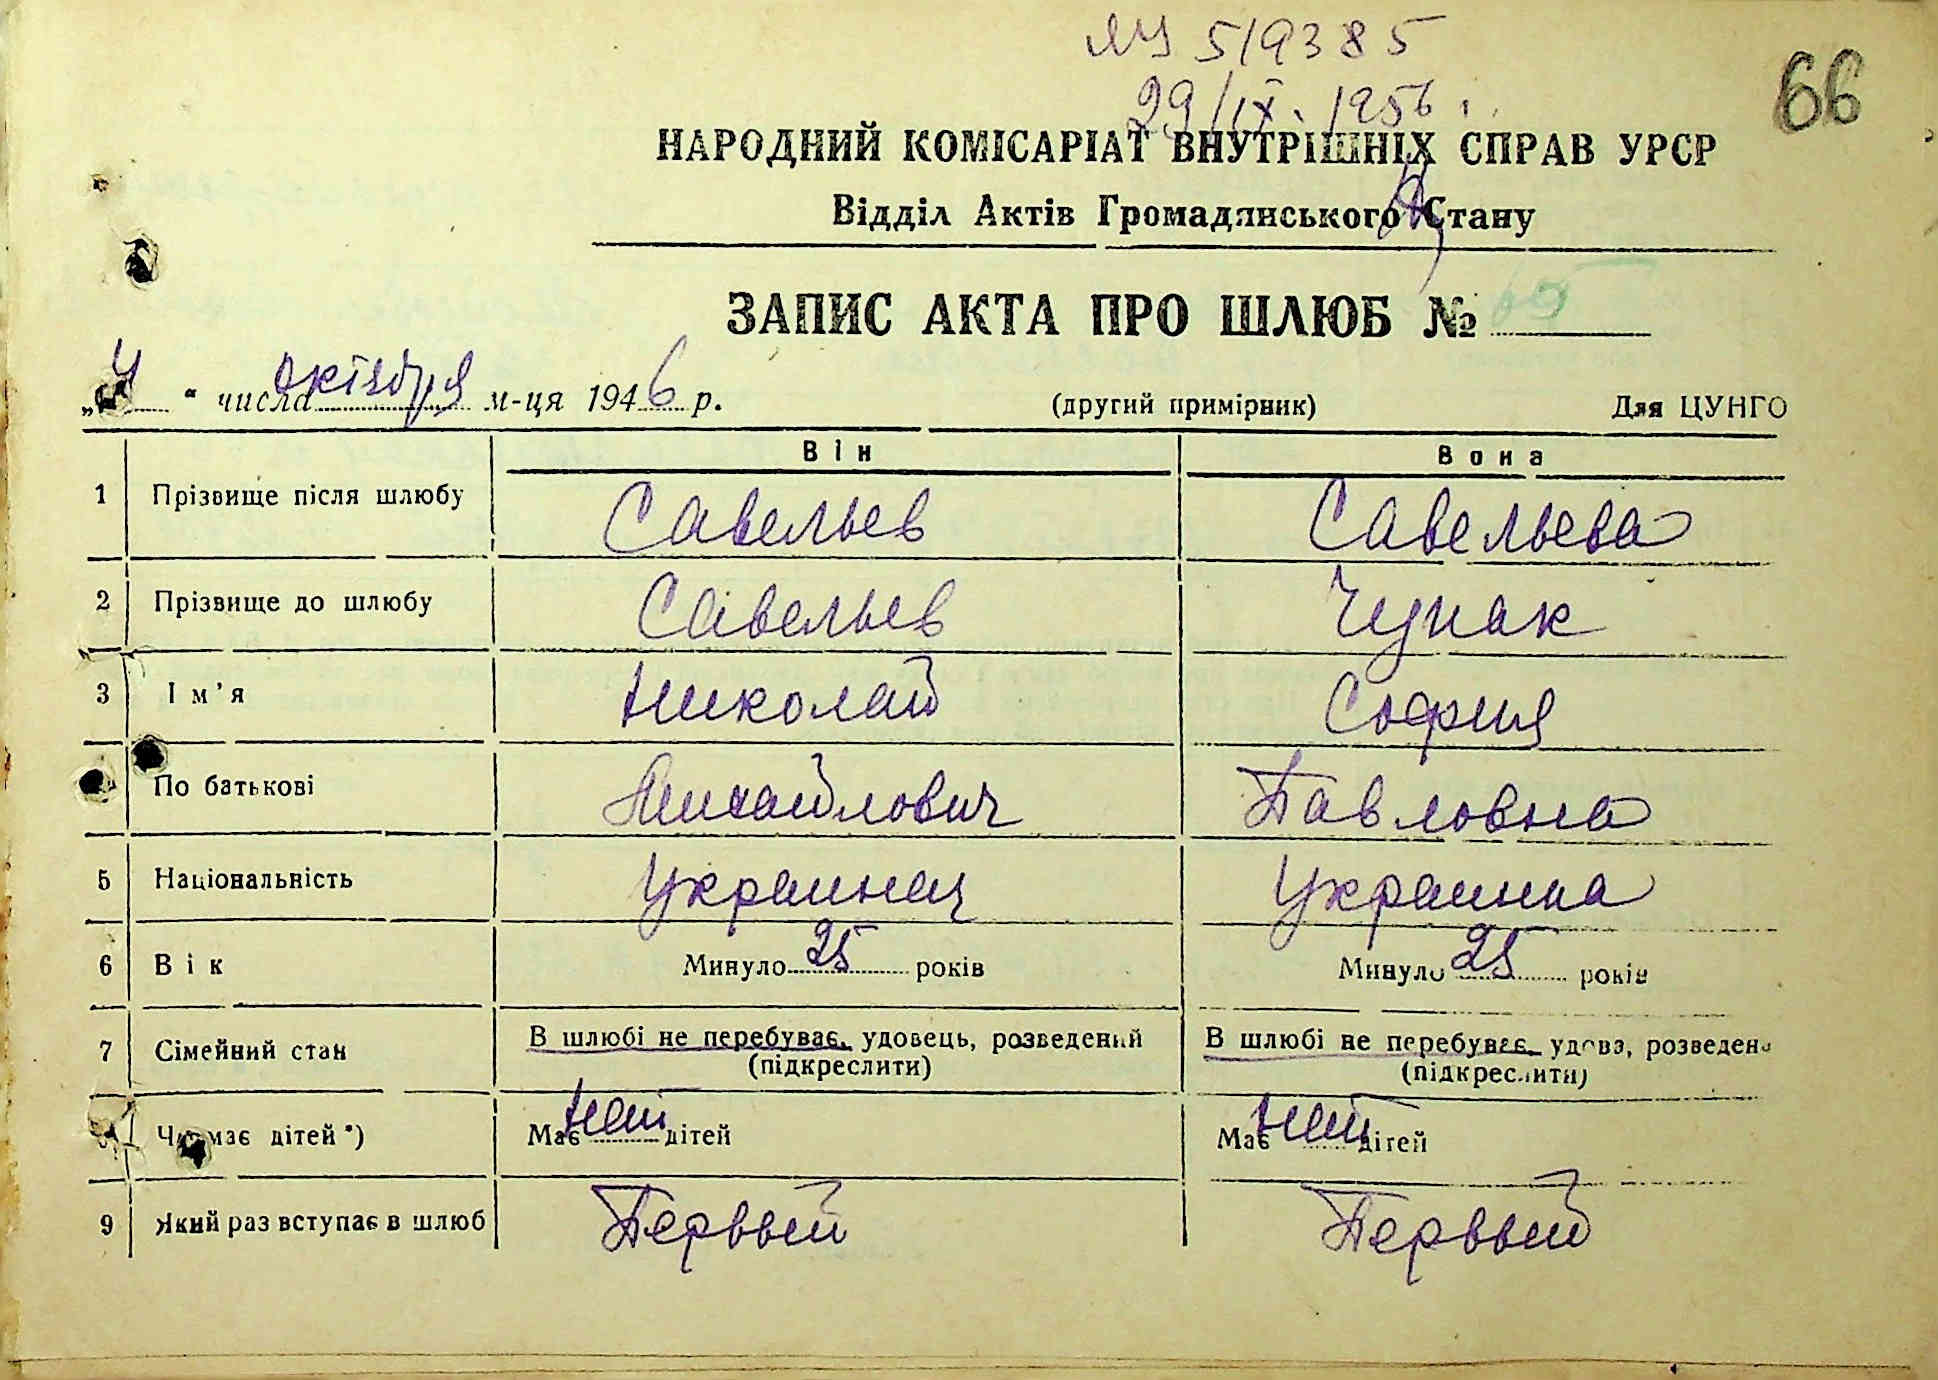 ЯЧ 519385
29/IX. 1956.
66
НАРОДНИЙ КОМІСАРІАТ ВНУТРІШНІХ СПРАВ УРСР
Відділ Актів Громадянського Стану
ЗАПИС АКТА ПРО ШЛЮБ № 65
„4“ числа октября м-ця 1946 р. (другий примірник) Для ЦУНГО
Він Вона
1 Прізвище після шлюбу Савельев Савельева
2 Прізвище до шлюбу Савельев
3 Ім’я Николай София
По батькові Михайлович Павловна
5 Національність Украинец Украинка
6 Вік Минуло 25 років Минуло 25 років
7 Сімейний стан В шлюбі не перебуває, удовець, розведений В шлюбі не перебуває, удова, розведена
(підкреслити) (підкреслити)
Чи має дітей*) Має нет дітей Має нет дітей
9 Який раз вступає в шлюб Первый Первый